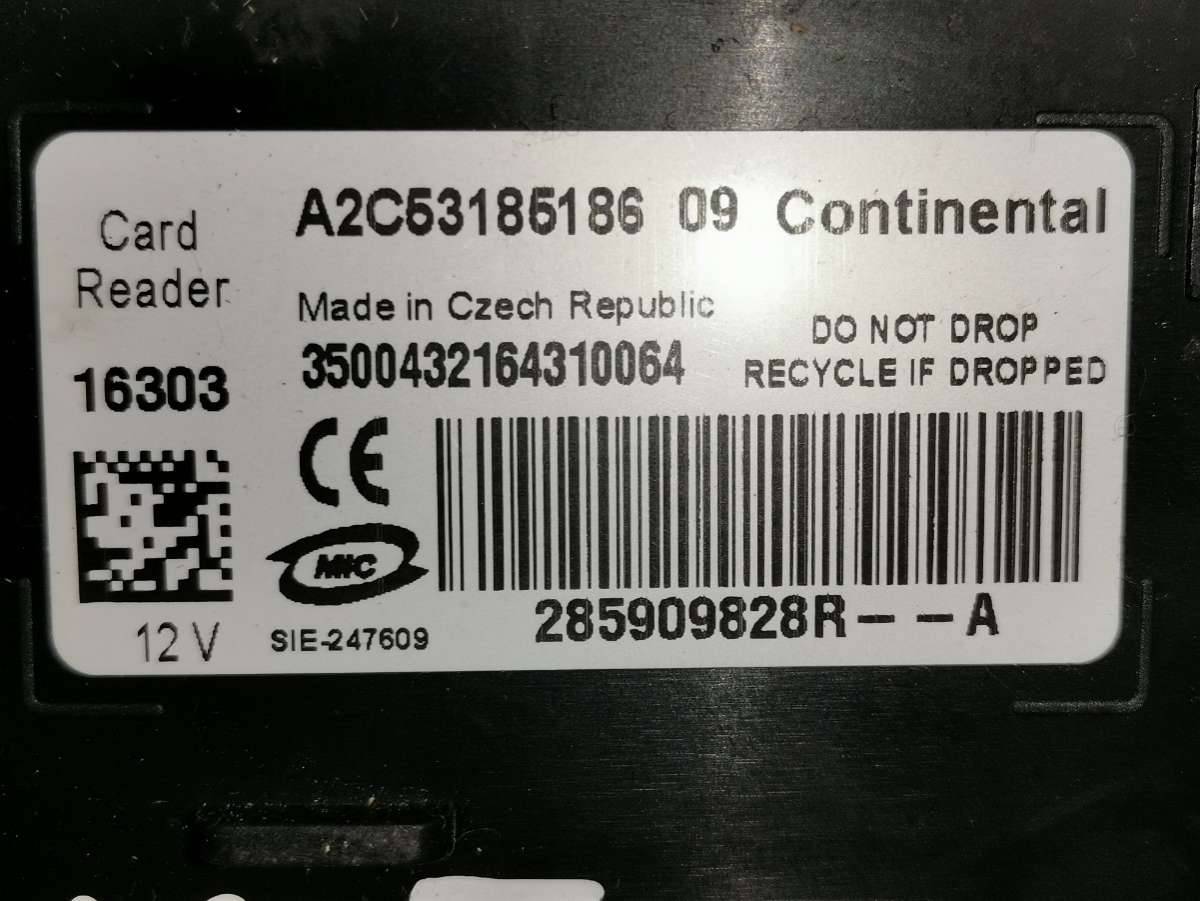 Card
Reader
16303
12 V
A2C53185186 09 Continental
Made in Czech Republic
3500432164310064
DO NOT DROP
RECYCLE IF DROPPED
CE
MIC
SIE-247609
285909828R-–-A